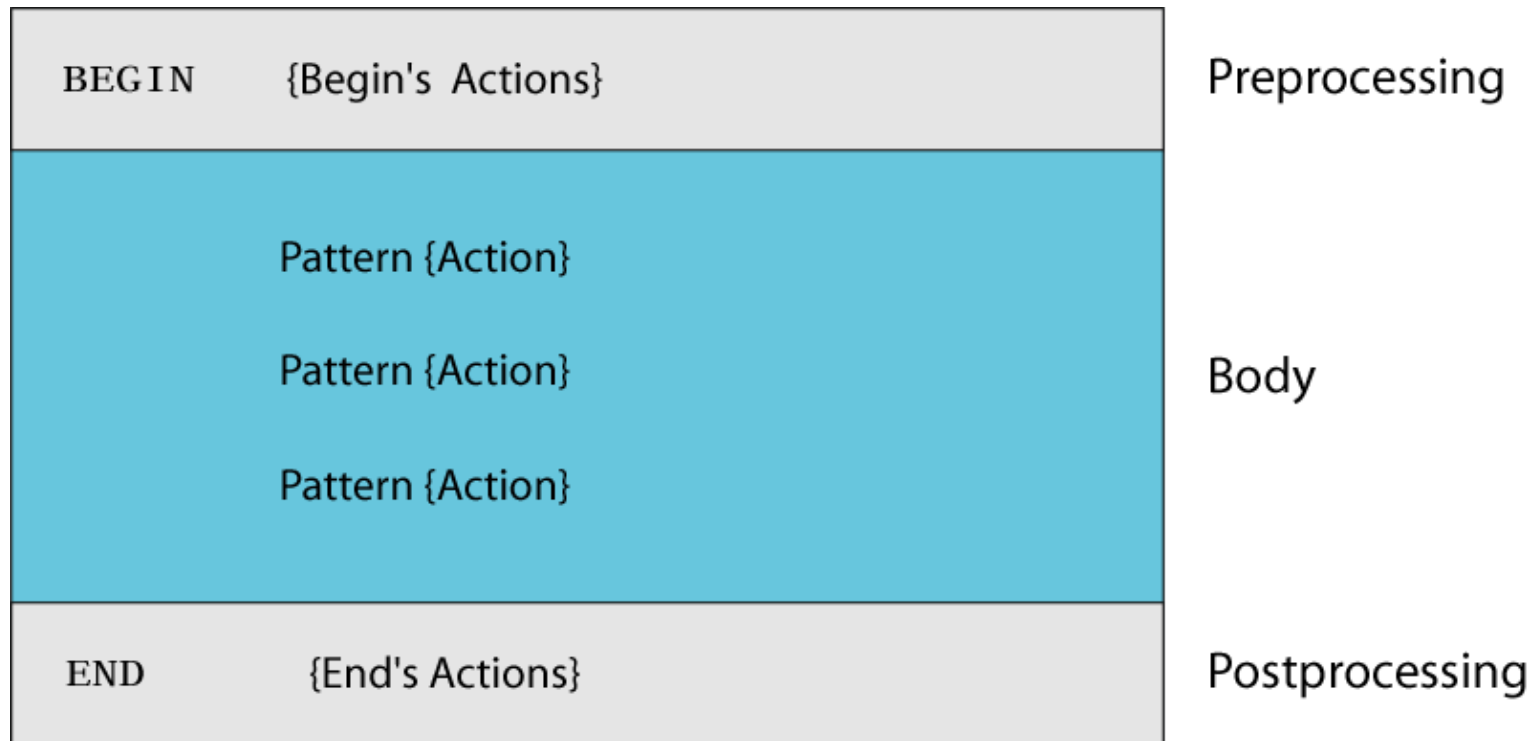 BEGIN {Begin's Actions} Preprocessing
Pattern {Action}
Pattern {Action} Body
Pattern {Action}
END {End's Actions} Postprocessing